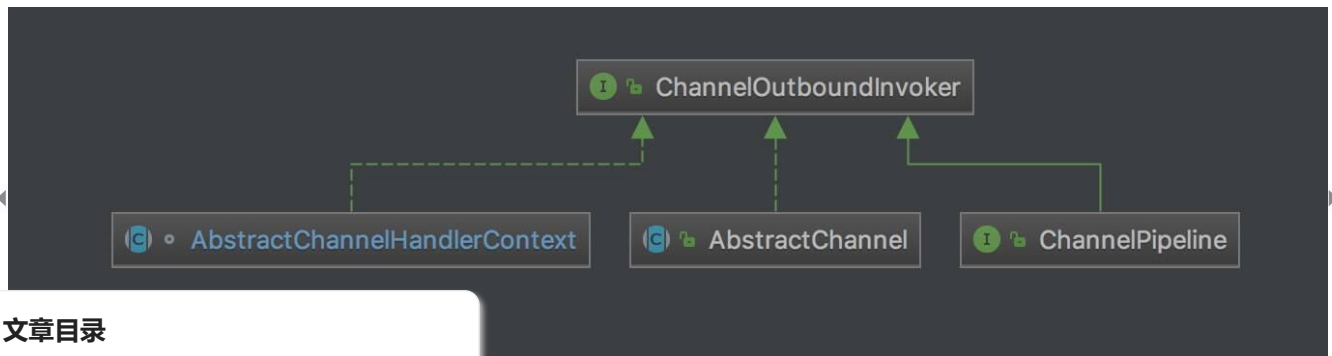 ChannelOutboundInvoker
AbstractChannelHandlerContext
AbstractChannel
ChannelPipeline
文章目录